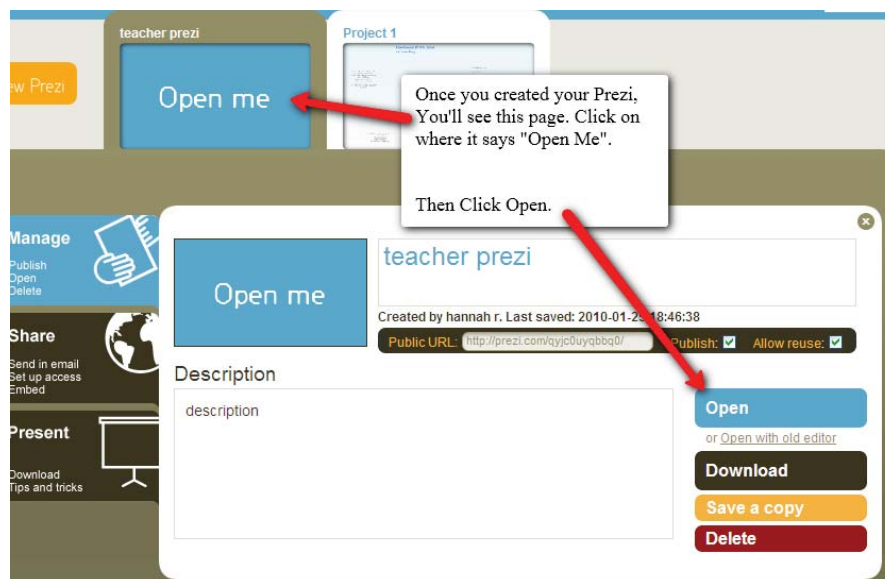 teacher prezi
Project 1
ew Prezi
Open me
Once you created your Prezi,
You'll see this page. Click on
where it says "Open Me".
Then Click Open.
Manage
Publish
Open
Delete
Share
Send in email
Set up access
Embed
Present
Download
Tips and tricks
Open me
teacher prezi
Created by hannah r. Last saved: 2010-01-25 18:46:38
Public URL: http://prezi.com/qyjc0uyqbbq0/ Publish: Allow reuse:
Description
description
Open
or Open with old editor
Download
Save a copy
Delete